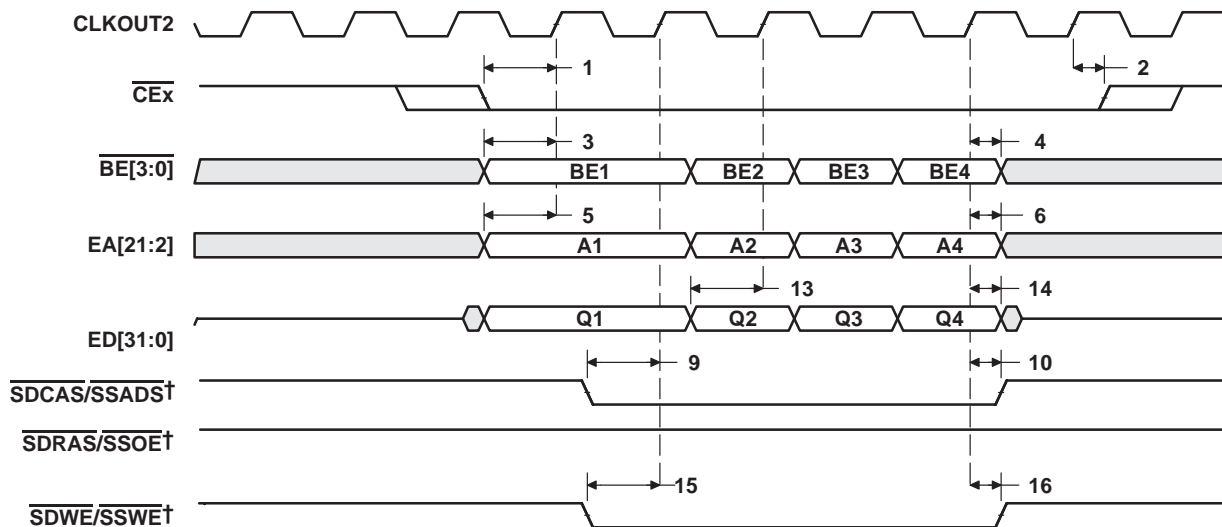 CLKOUT2
1 2
CEx
3 4
BE[3:0] BE1 BE2 BE3 BE4
5 6
EA[21:2] A1 A2 A3 A4
13 14
ED[31:0] Q1 Q2 Q3 Q4
9 10
SDCAS/SSADS†
SDRAS/SSOE†
15 16
SDWE/SSWE†